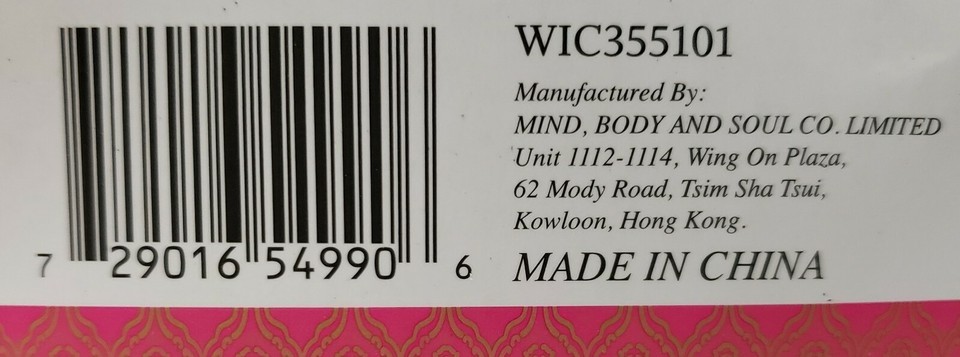 7 29016 54990 6
WIC355101
Manufactured By:
MIND, BODY AND SOUL CO. LIMITED
Unit 1112-1114, Wing On Plaza,
62 Mody Road, Tsim Sha Tsui,
Kowloon, Hong Kong.
MADE IN CHINA